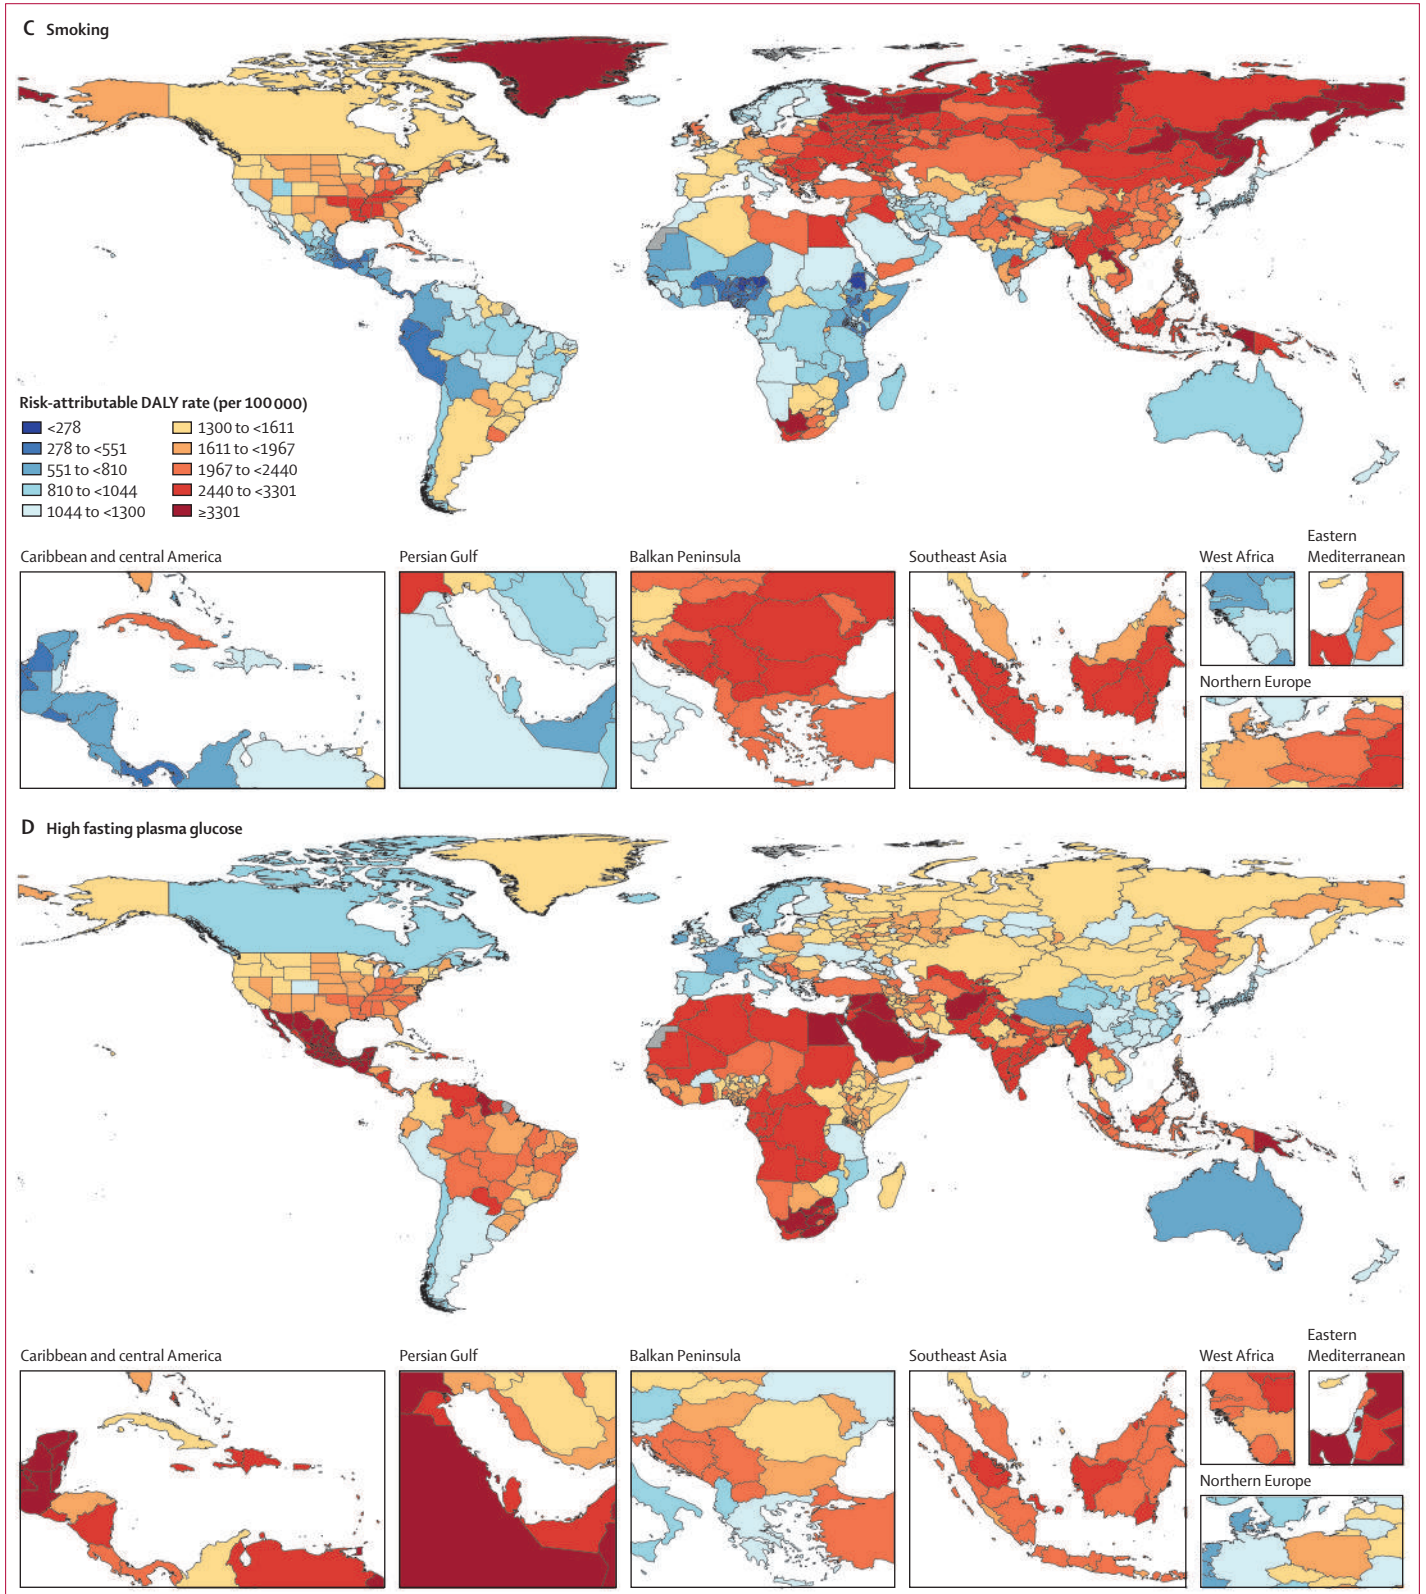 C Smoking
Risk-attributable DALY rate (per 100 000)
<278
278 to <551
551 to <810
810 to <1044
1044 to <1300
1300 to <1611
1611 to <1967
1967 to <2440
2440 to <3301
≥3301
Caribbean and central America
Persian Gulf
Balkan Peninsula
Southeast Asia
West Africa
Eastern
Mediterranean
Northern Europe
D High fasting plasma glucose
Caribbean and central America
Persian Gulf
Balkan Peninsula
Southeast Asia
West Africa
Eastern
Mediterranean
Northern Europe